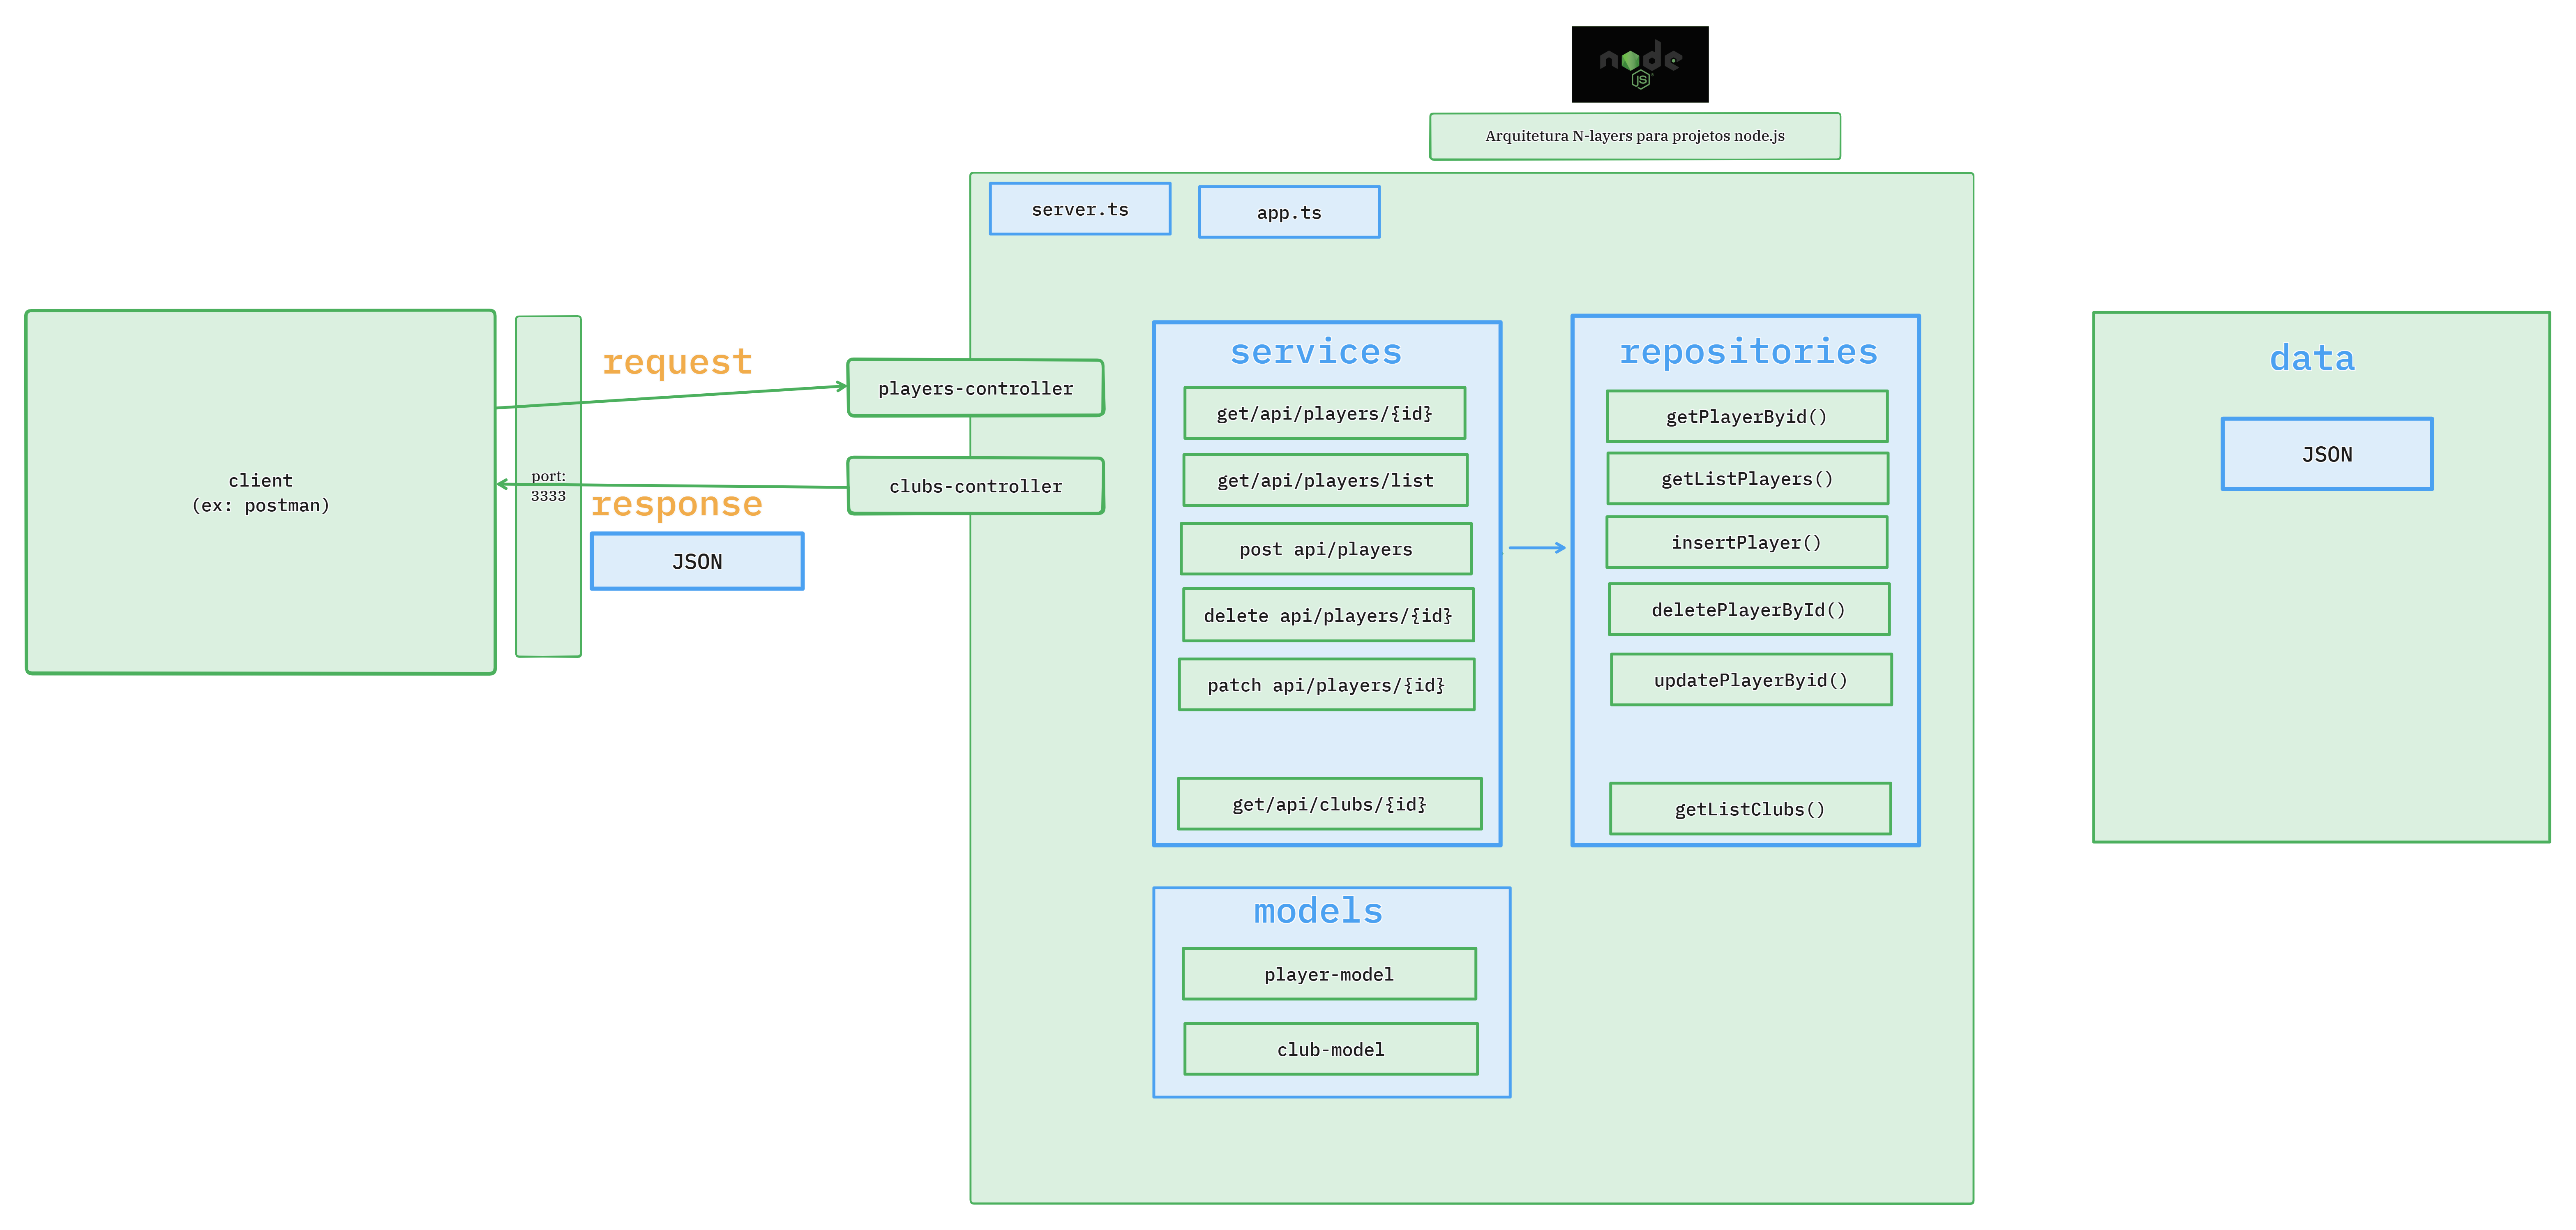 node
JS
Arquitetura N-layers para projetos node.js
server.ts
app.ts
client
(ex: postman)
port:
3333
request
response
JSON
players-controller
clubs-controller
services
get/api/players/{id}
get/api/players/list
post api/players
delete api/players/{id}
patch api/players/{id}
get/api/clubs/{id}
repositories
getPlayerByid()
getListPlayers()
insertPlayer()
deletePlayerById()
updatePlayerByid()
getListClubs()
models
player-model
club-model
data
JSON